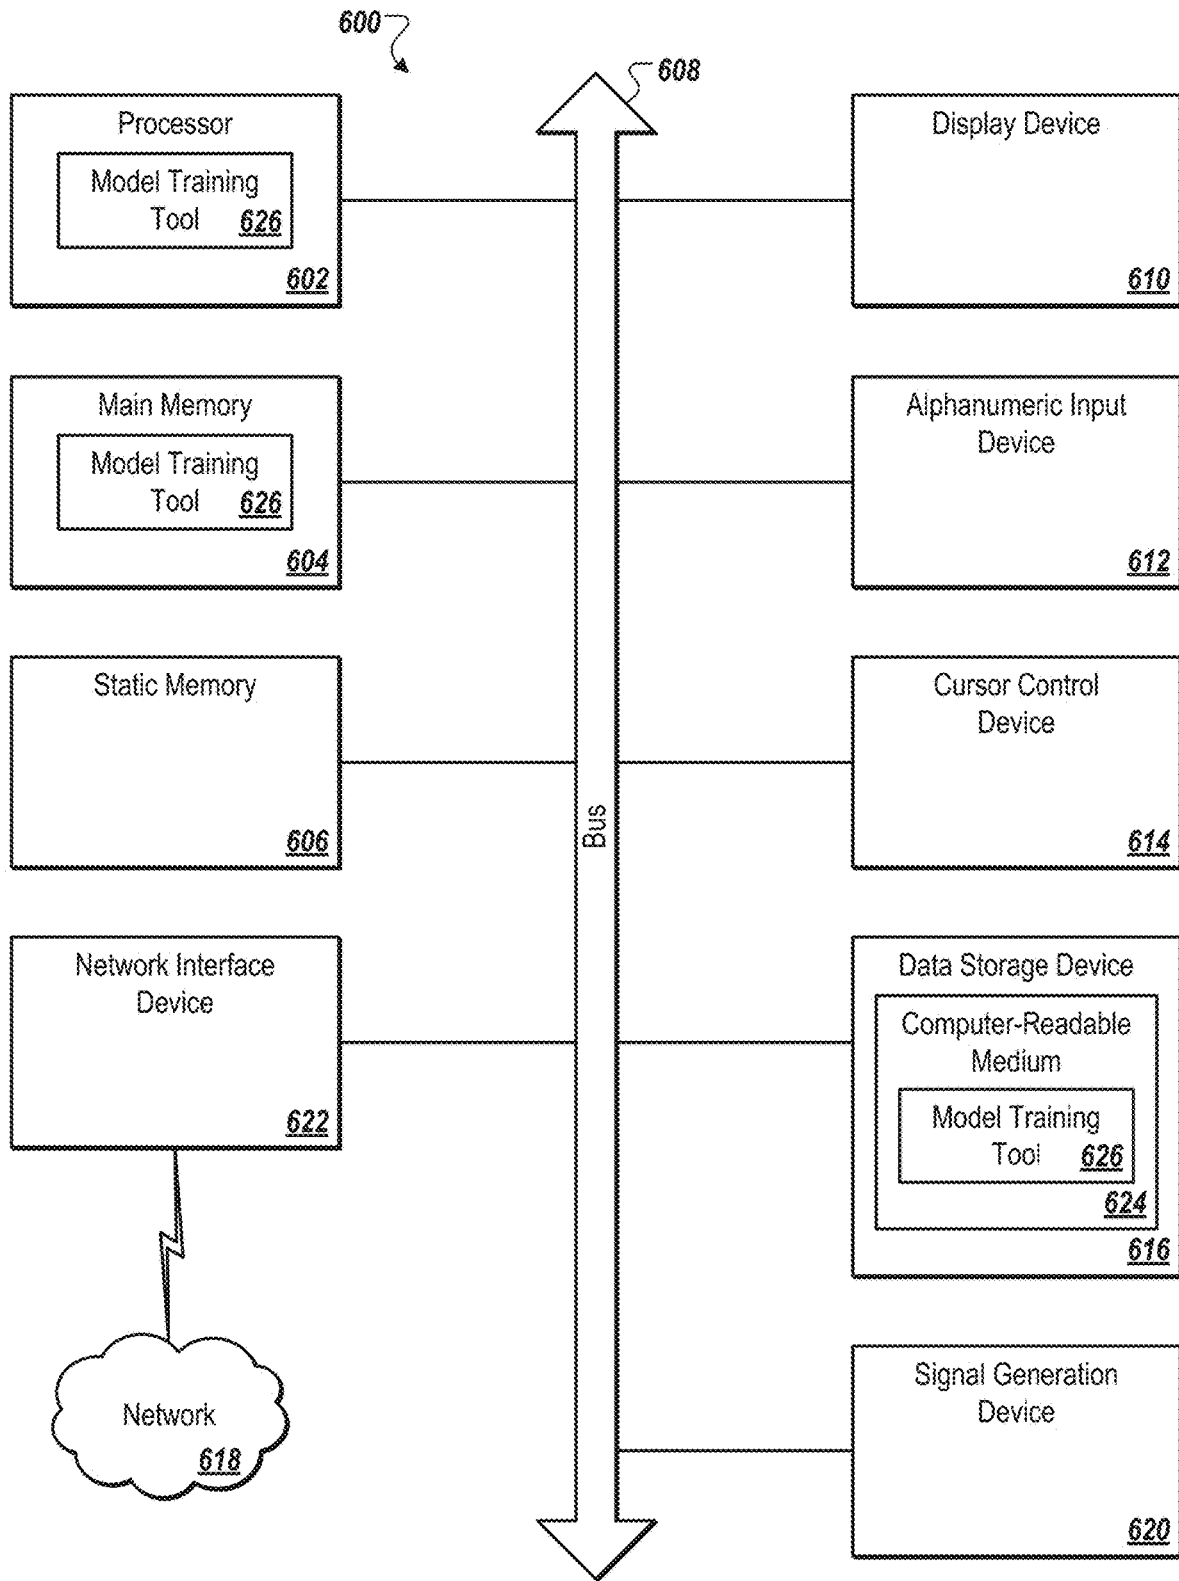 600
608
Processor
Model Training
Tool 626
602
Display Device
610
Main Memory
Model Training
Tool 626
604
Alphanumeric Input
Device
612
Static Memory
606
Cursor Control
Device
614
Bus
Network Interface
Device
622
Data Storage Device
Computer-Readable
Medium
Model Training
Tool 626
624
616
Network
618
Signal Generation
Device
620